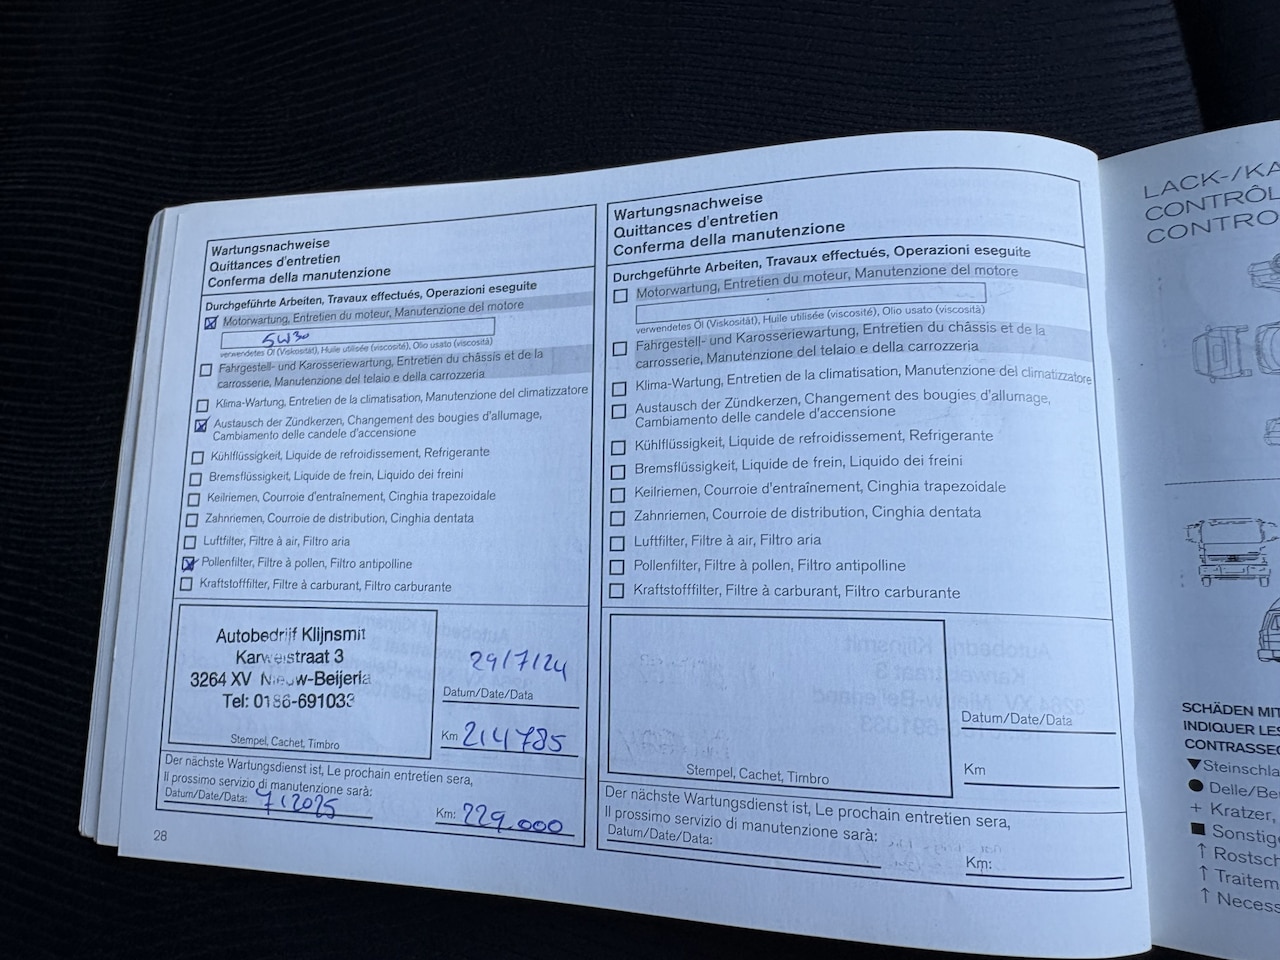 Wartungsnachweise
Quittances d'entretien
Conferma della manutenzione
Durchgeführte Arbeiten, Travaux effectués, Operazioni eseguite
Motorwartung, Entretien du moteur, Manutenzione del motore
5W30
verwendetes Öl (Viskosität), Huile utilisée (viscosité), Olio usato (viscosità)
Fahrgestell- und Karosseriewartung, Entretien du châssis et de la
carrosserie, Manutenzione del telaio e della carrozzeria
Klima-Wartung, Entretien de la climatisation, Manutenzione del climatizzatore
Austausch der Zündkerzen, Changement des bougies d'allumage,
Cambiamento delle candele d'accensione
Kühlflüssigkeit, Liquide de refroidissement, Refrigerante
Bremsflüssigkeit, Liquide de frein, Liquido dei freini
Keilriemen, Courroie d'entraînement, Cinghia trapezoidale
Zahnriemen, Courroie de distribution, Cinghia dentata
Luftfilter, Filtre à air, Filtro aria
Pollenfilter, Filtre à pollen, Filtro antipolline
Kraftstofffilter, Filtre à carburant, Filtro carburante
Autobedrijf Klijnsmit
Karweistraat 3
3264 XV Nieuw-Beijerla
Tel: 0186-691033
Stempel, Cachet, Timbro
29/7/24
Datum/Date/Data
Km 214785
Der nächste Wartungsdienst ist, Le prochain entretien sera,
Il prossimo servizio di manutenzione sarà:
Datum/Date/Data: 7/2025
Km: 229.000
28
Wartungsnachweise
Quittances d'entretien
Conferma della manutenzione
Durchgeführte Arbeiten, Travaux effectués, Operazioni eseguite
Motorwartung, Entretien du moteur, Manutenzione del motore
verwendetes Öl (Viskosität), Huile utilisée (viscosité), Olio usato (viscosità)
Fahrgestell- und Karosseriewartung, Entretien du châssis et de la
carrosserie, Manutenzione del telaio e della carrozzeria
Klima-Wartung, Entretien de la climatisation, Manutenzione del climatizzatore
Austausch der Zündkerzen, Changement des bougies d'allumage,
Cambiamento delle candele d'accensione
Kühlflüssigkeit, Liquide de refroidissement, Refrigerante
Bremsflüssigkeit, Liquide de frein, Liquido dei freini
Keilriemen, Courroie d'entraînement, Cinghia trapezoidale
Zahnriemen, Courroie de distribution, Cinghia dentata
Luftfilter, Filtre à air, Filtro aria
Pollenfilter, Filtre à pollen, Filtro antipolline
Kraftstofffilter, Filtre à carburant, Filtro carburante
Stempel, Cachet, Timbro
Datum/Date/Data
Km
Der nächste Wartungsdienst ist, Le prochain entretien sera,
Il prossimo servizio di manutenzione sarà:
Datum/Date/Data:
Km:
LACK-/KA
CONTRÔL
CONTRO
SCHÄDEN MIT
INDIQUER LES
CONTRASSEG
▼Steinschla
● Delle/Be
+ Kratzer,
■ Sonstig
↑ Rostsch
↑ Traitem
↑ Necess